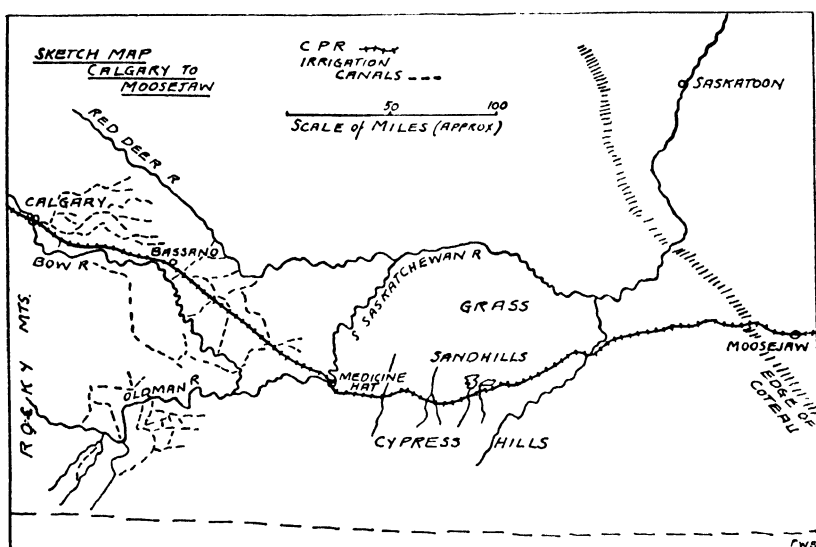 SKETCH MAP
CALGARY TO
MOOSEJAW
CPR
IRRIGATION
CANALS
50 100
SCALE of MILES (APPROX)
SASKATOON
RED DEER R
CALGARY
BASSANO
BOW R
S SASKATCHEWAN R
GRASS
ROCKY MTS.
SANDHILLS
MOOSEJAW
MEDICINE
HAT
OLDMAN R
CYPRESS HILLS
EDGE OF
COTEAU
PWB